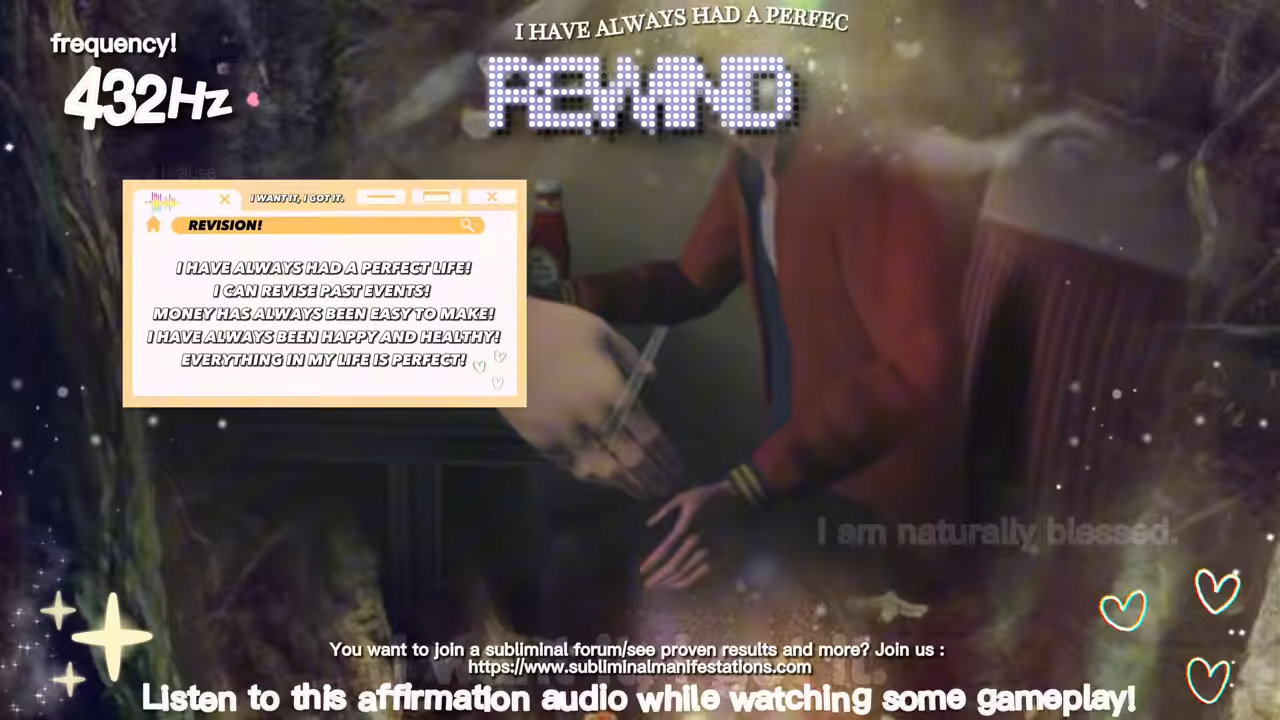 I HAVE ALWAYS HAD A PERFEC
frequency!
432Hz
REWIND
I WANT IT, I GOT IT.
REVISION!
I HAVE ALWAYS HAD A PERFECT LIFE!
I CAN REVISE PAST EVENTS!
MONEY HAS ALWAYS BEEN EASY TO MAKE!
I HAVE ALWAYS BEEN HAPPY AND HEALTHY!
EVERYTHING IN MY LIFE IS PERFECT!
I am naturally blessed.
You want to join a subliminal forum/see proven results and more? Join us :
https://www.subliminalmanifestations.com
Listen to this affirmation audio while watching some gameplay!